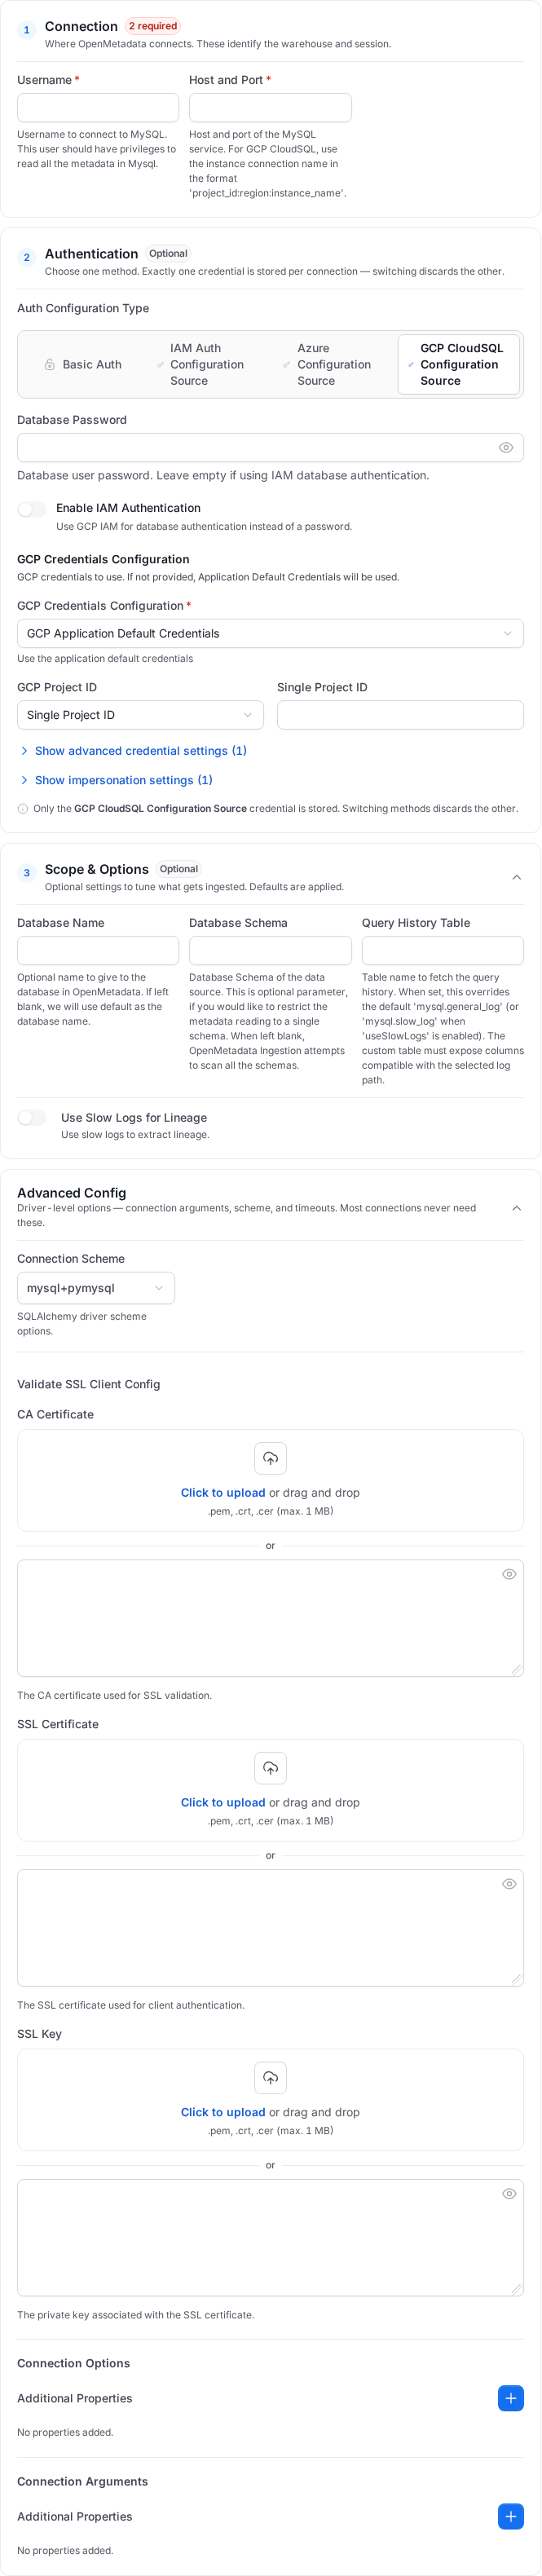 1 Connection 2 required
Where OpenMetadata connects. These identify the warehouse and session.
Username *
Username to connect to MySQL.
This user should have privileges to
read all the metadata in Mysql.
Host and Port *
Host and port of the MySQL
service. For GCP CloudSQL, use
the instance connection name in
the format
'project_id:region:instance_name'.
2 Authentication Optional
Choose one method. Exactly one credential is stored per connection — switching discards the other.
Auth Configuration Type
Basic Auth
IAM Auth
Configuration
Source
Azure
Configuration
Source
GCP CloudSQL
Configuration
Source
Database Password
Database user password. Leave empty if using IAM database authentication.
Enable IAM Authentication
Use GCP IAM for database authentication instead of a password.
GCP Credentials Configuration
GCP credentials to use. If not provided, Application Default Credentials will be used.
GCP Credentials Configuration *
GCP Application Default Credentials
Use the application default credentials
GCP Project ID
Single Project ID
Single Project ID
Show advanced credential settings (1)
Show impersonation settings (1)
Only the GCP CloudSQL Configuration Source credential is stored. Switching methods discards the other.
3 Scope & Options Optional
Optional settings to tune what gets ingested. Defaults are applied.
Database Name
Optional name to give to the
database in OpenMetadata. If left
blank, we will use default as the
database name.
Database Schema
Database Schema of the data
source. This is optional parameter,
if you would like to restrict the
metadata reading to a single
schema. When left blank,
OpenMetadata Ingestion attempts
to scan all the schemas.
Query History Table
Table name to fetch the query
history. When set, this overrides
the default 'mysql.general_log' (or
'mysql.slow_log' when
'useSlowLogs' is enabled). The
custom table must expose columns
compatible with the selected log
path.
Use Slow Logs for Lineage
Use slow logs to extract lineage.
Advanced Config
Driver-level options — connection arguments, scheme, and timeouts. Most connections never need
these.
Connection Scheme
mysql+pymysql
SQLAlchemy driver scheme
options.
Validate SSL Client Config
CA Certificate
Click to upload or drag and drop
.pem, .crt, .cer (max. 1 MB)
or
The CA certificate used for SSL validation.
SSL Certificate
Click to upload or drag and drop
.pem, .crt, .cer (max. 1 MB)
or
The SSL certificate used for client authentication.
SSL Key
Click to upload or drag and drop
.pem, .crt, .cer (max. 1 MB)
or
The private key associated with the SSL certificate.
Connection Options
Additional Properties
No properties added.
Connection Arguments
Additional Properties
No properties added.